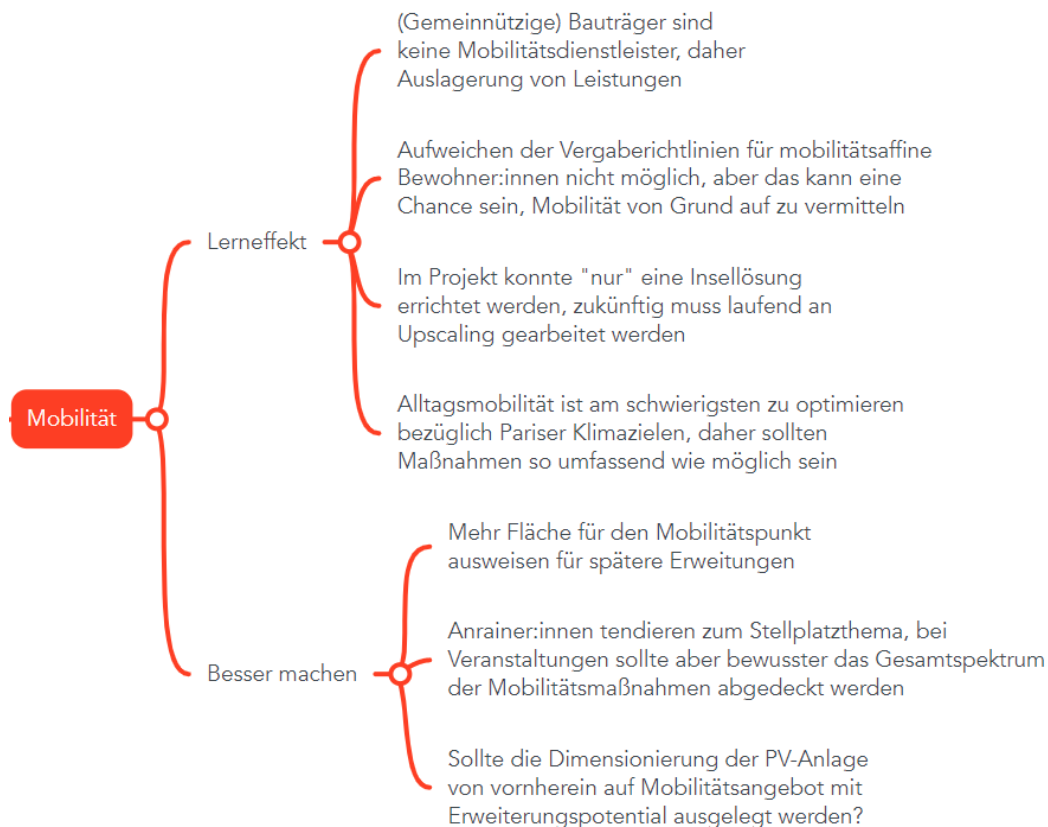 Mobilität
Lerneffekt
(Gemeinnützige) Bauträger sind
keine Mobilitätsdienstleister, daher
Auslagerung von Leistungen
Aufweichen der Vergaberichtlinien für mobilitätsaffine
Bewohner:innen nicht möglich, aber das kann eine
Chance sein, Mobilität von Grund auf zu vermitteln
Im Projekt konnte "nur" eine Insellösung
errichtet werden, zukünftig muss laufend an
Upscaling gearbeitet werden
Alltagsmobilität ist am schwierigsten zu optimieren
bezüglich Pariser Klimazielen, daher sollten
Maßnahmen so umfassend wie möglich sein
Besser machen
Mehr Fläche für den Mobilitätspunkt
ausweisen für spätere Erweitungen
Anrainer:innen tendieren zum Stellplatzthema, bei
Veranstaltungen sollte aber bewusster das Gesamtspektrum
der Mobilitätsmaßnahmen abgedeckt werden
Sollte die Dimensionierung der PV-Anlage
von vornherein auf Mobilitätsangebot mit
Erweiterungspotential ausgelegt werden?